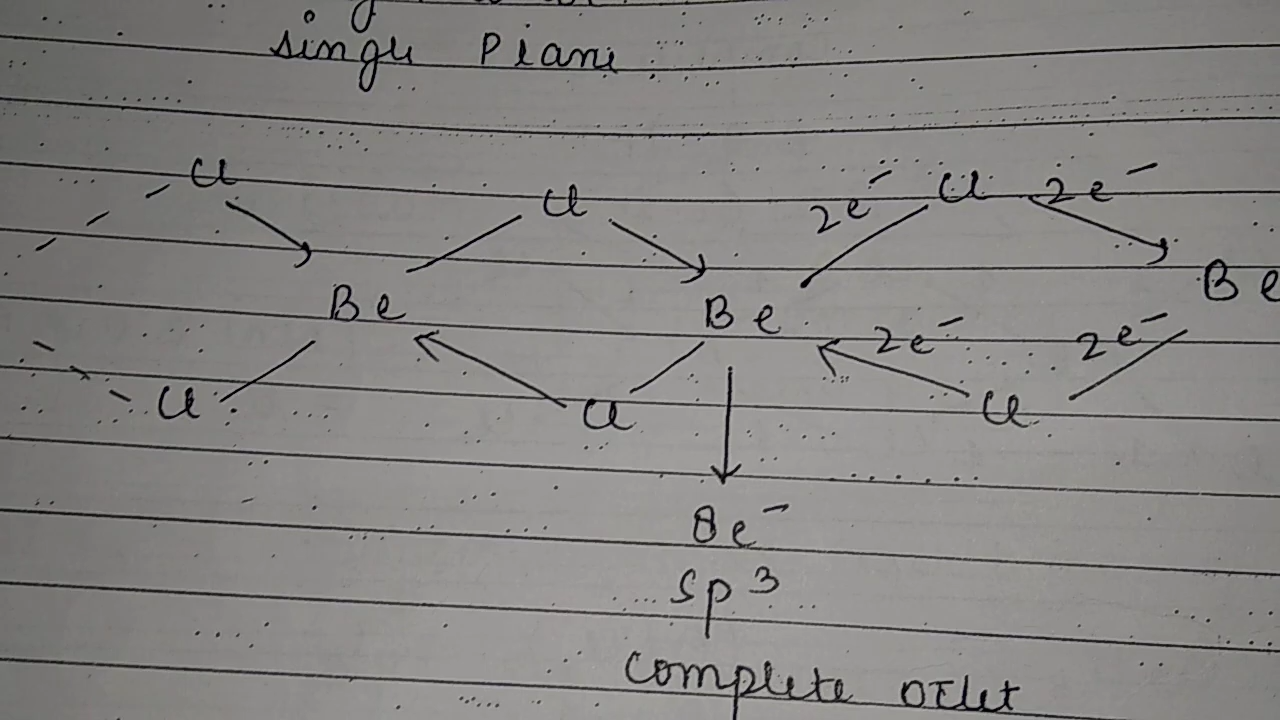 singu Plane
Cl Cl 2e⁻ Cl 2e⁻
Be Be Be
2e⁻ 2e⁻
Cl Cl Cl
8e⁻
sp³
complete octet